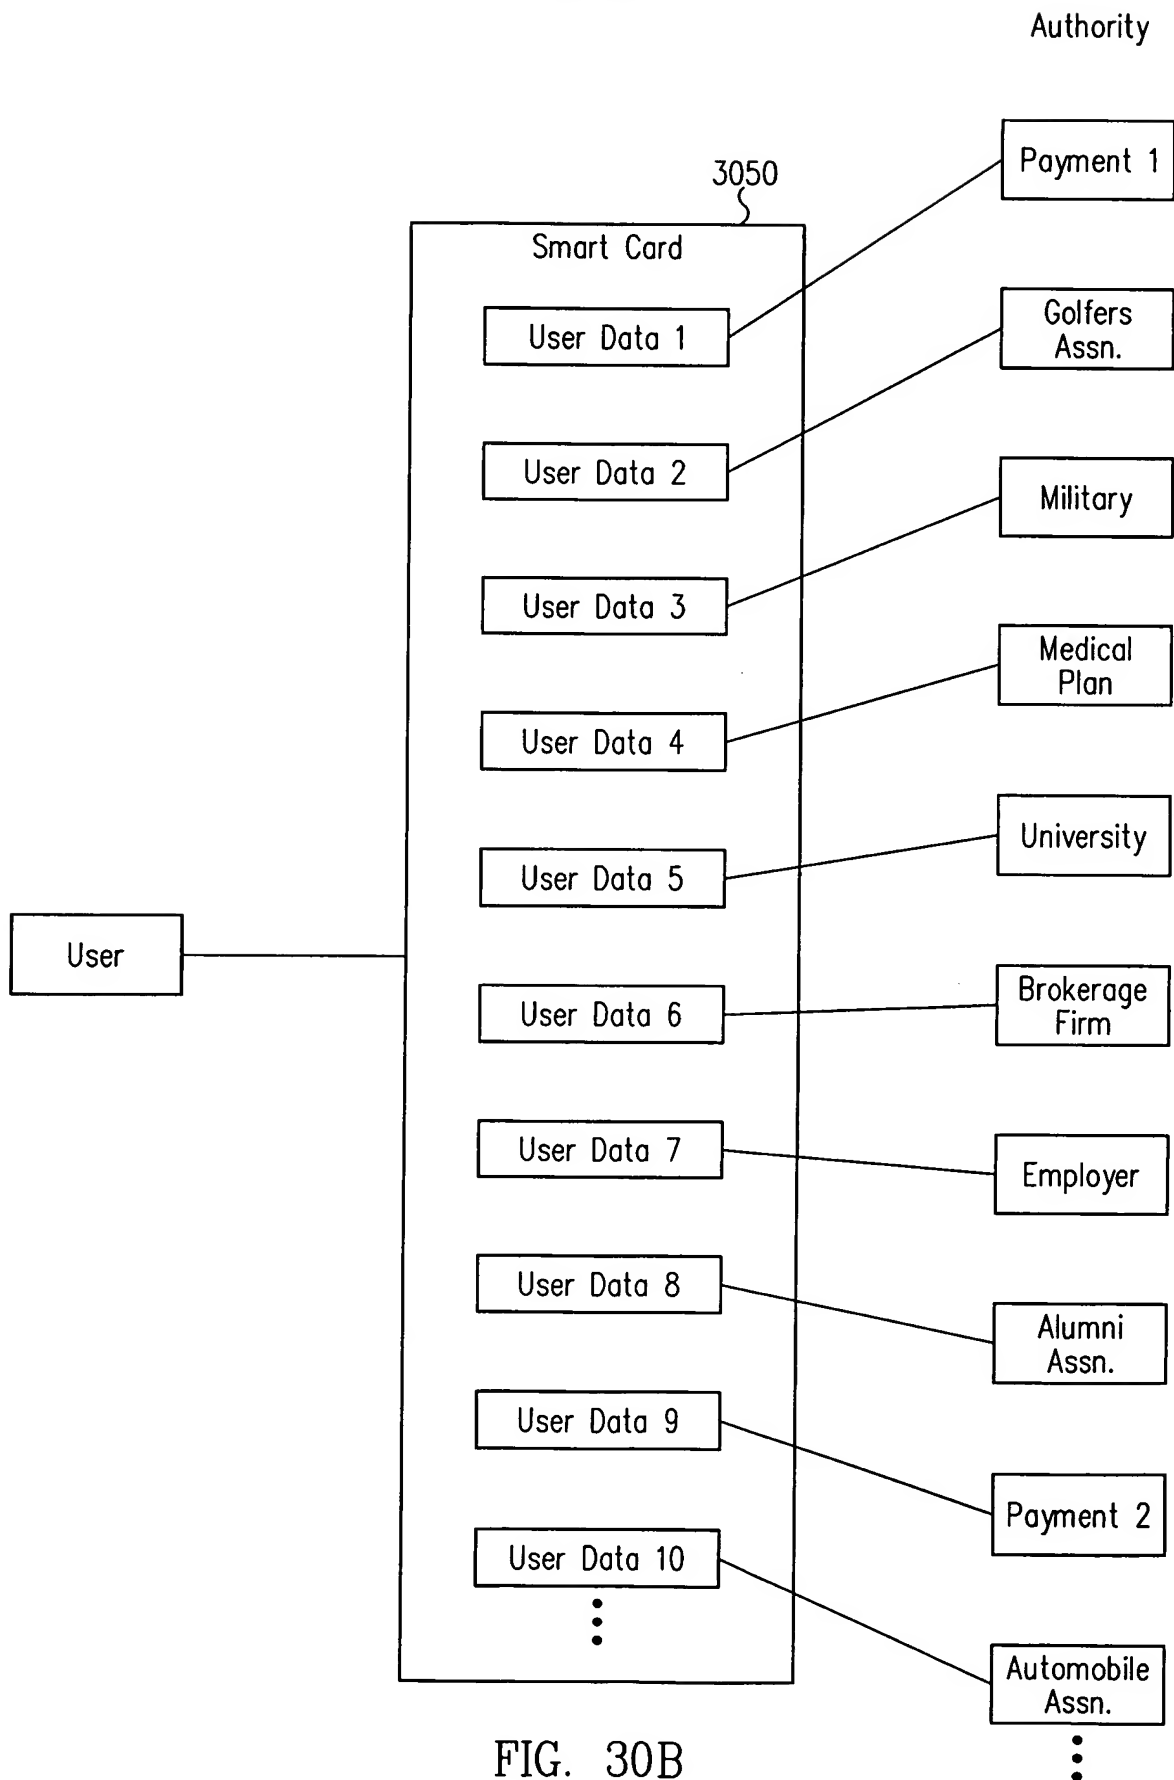 Authority
Payment 1
3050
Smart Card
Golfers
Assn.
User Data 1
User Data 2
Military
User Data 3
Medical
Plan
User Data 4
University
User Data 5
User
Brokerage
Firm
User Data 6
User Data 7
Employer
User Data 8
Alumni
Assn.
User Data 9
Payment 2
User Data 10
Automobile
Assn.
FIG. 30B